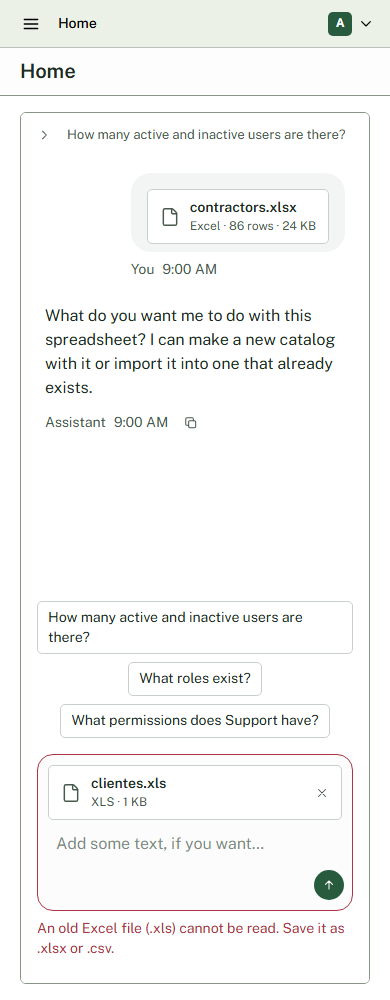 Home
A
Home
How many active and inactive users are there?
contractors.xlsx
Excel · 86 rows · 24 KB
You 9:00 AM
What do you want me to do with this
spreadsheet? I can make a new catalog
with it or import it into one that already
exists.
Assistant 9:00 AM
How many active and inactive users are
there?
What roles exist?
What permissions does Support have?
clientes.xls
XLS · 1 KB
Add some text, if you want...
An old Excel file (.xls) cannot be read. Save it as
.xlsx or .csv.